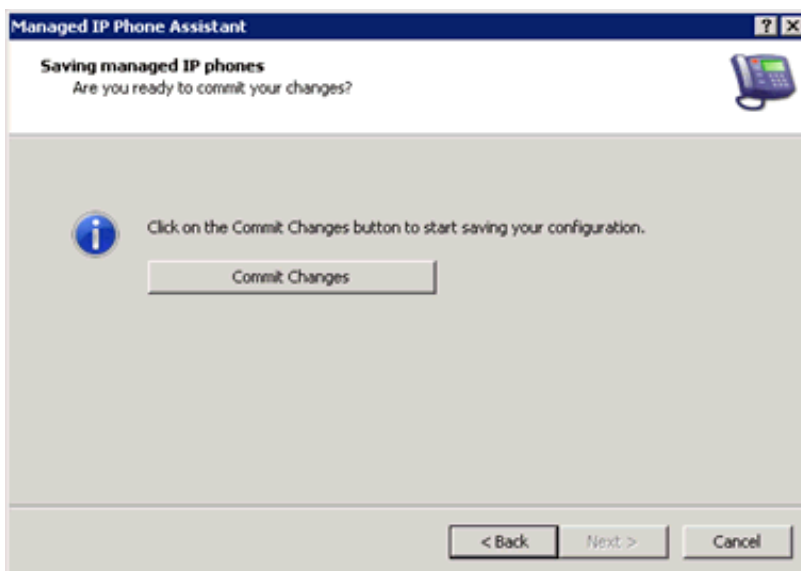 Managed IP Phone Assistant
Saving managed IP phones
Are you ready to commit your changes?
Click on the Commit Changes button to start saving your configuration.
Commit Changes
< Back Next > Cancel